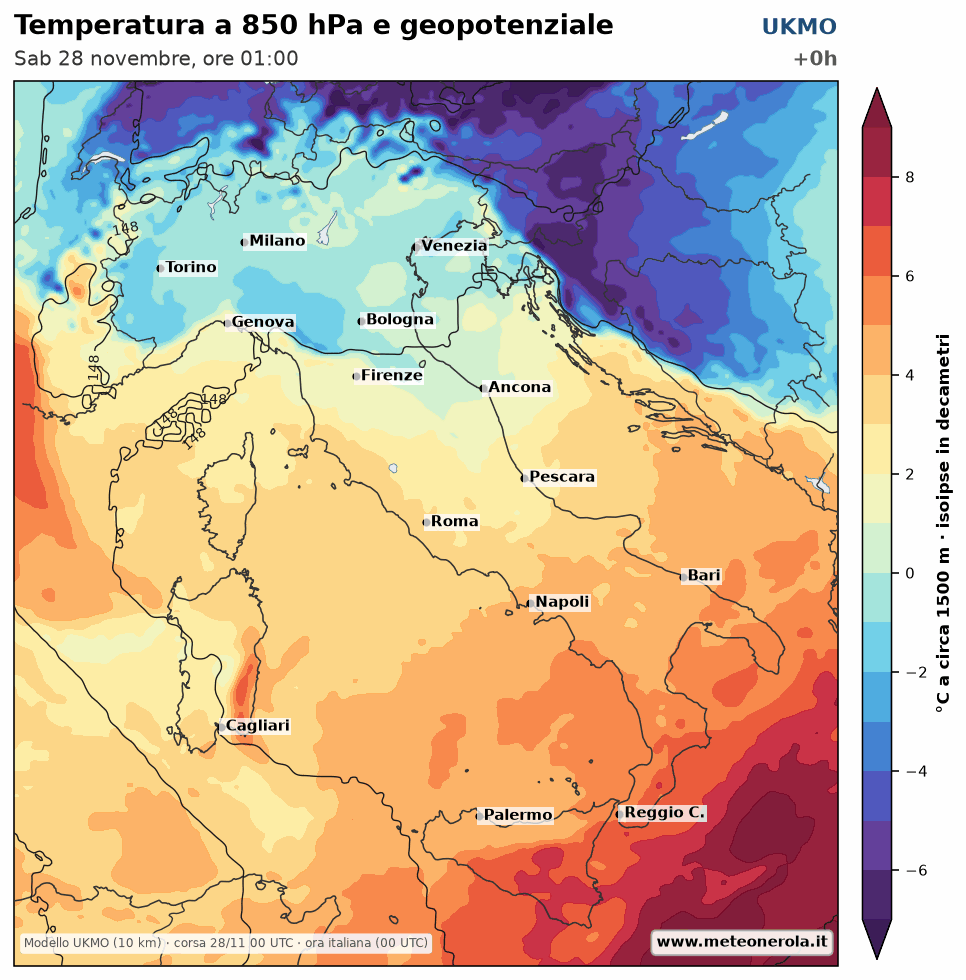 Temperatura a 850 hPa e geopotenziale
UKMO
Sab 28 novembre, ore 01:00
+0h
148
Milano
Venezia
Torino
Genova
Bologna
148
Firenze
Ancona
148
148
148
Pescara
Roma
Bari
Napoli
Cagliari
Palermo
Reggio C.
Modello UKMO (10 km) · corsa 28/11 00 UTC · ora italiana (00 UTC)
www.meteonerola.it
8
6
4
2
0
−2
−4
−6
°C a circa 1500 m · isoipse in decametri